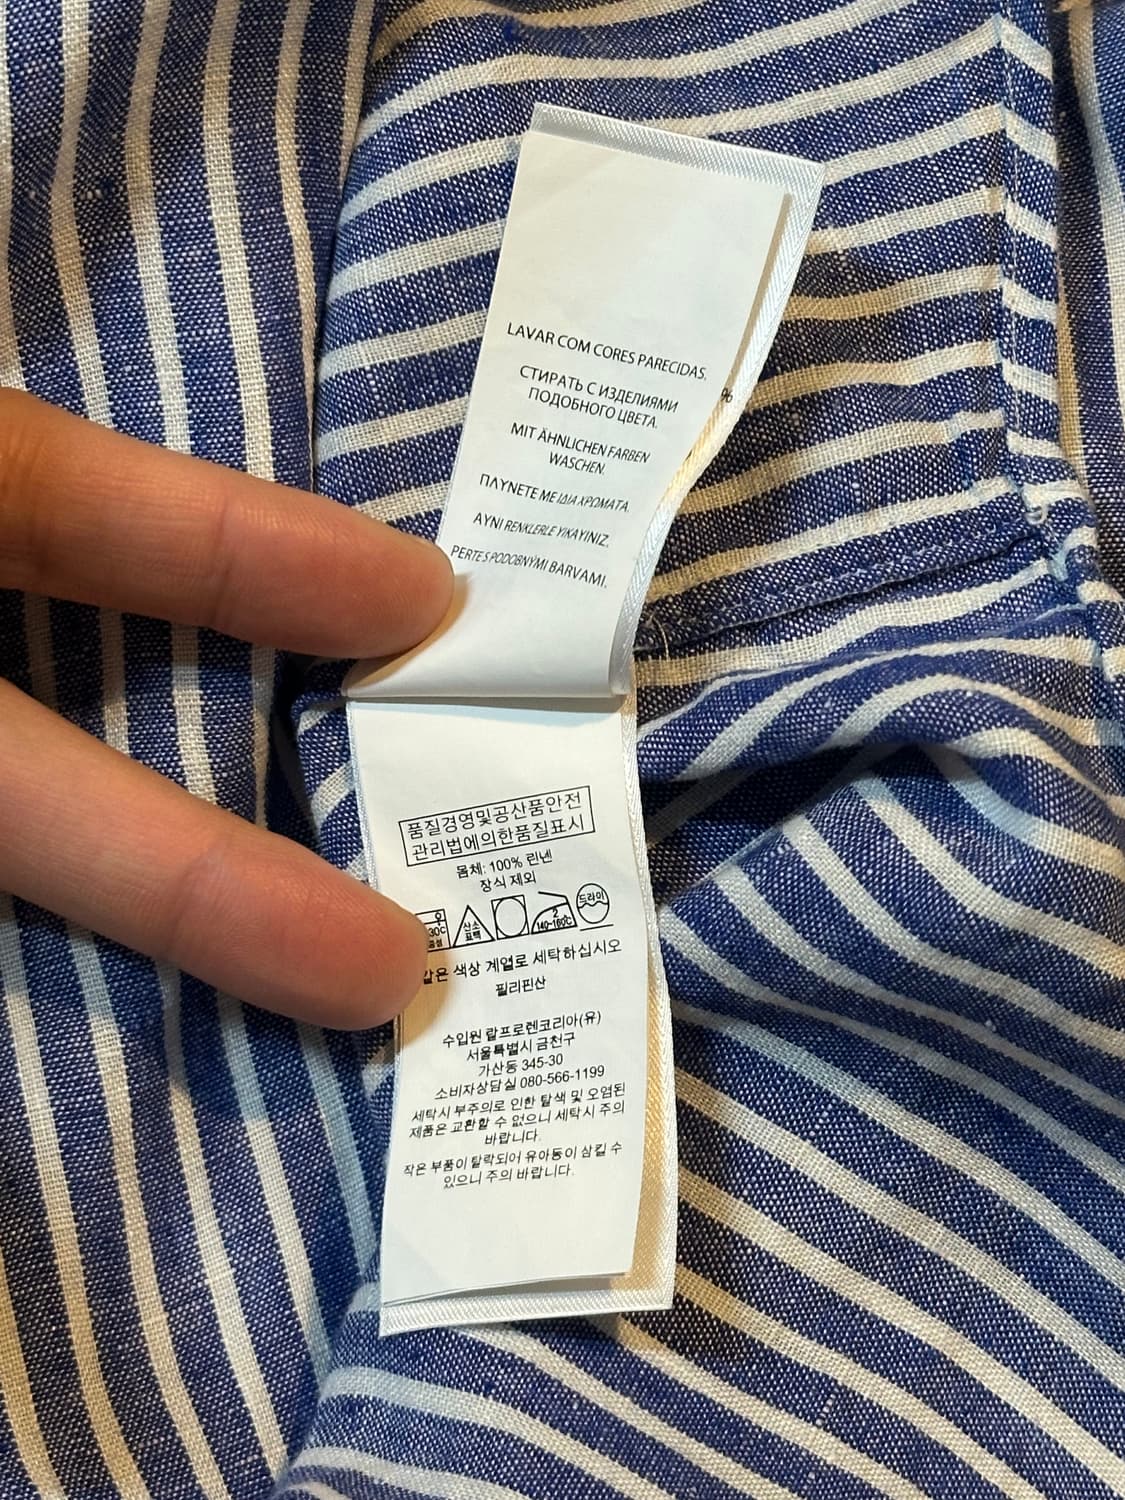 LAVAR COM CORES PARECIDAS.
СТИРАТЬ С ИЗДЕЛИЯМИ
ПОДОБНОГО ЦВЕТА.
MIT ÄHNLICHEN FARBEN
WASCHEN.
ΠΛΥΝΕΤΕ ΜΕ ΙΔΙΑ ΧΡΩΜΑΤΑ.
AYNI RENKLERLE YIKAYINIZ.
PERTE S PODOBNÝMI BARVAMI.
%
품질경영및공산품안전
관리법에의한품질표시
몸체: 100% 린넨
장식 제외
30C
중성
산소
표백
2
140~160℃
드라이
같은 색상 계열로 세탁하십시오
필리핀산
수입원 랄프로렌코리아(유)
서울특별시 금천구
가산동 345-30
소비자상담실 080-566-1199
세탁시 부주의로 인한 탈색 및 오염된
제품은 교환할 수 없으니 세탁시 주의
바랍니다.
작은 부품이 탈락되어 유아동이 삼킬 수
있으니 주의 바랍니다.